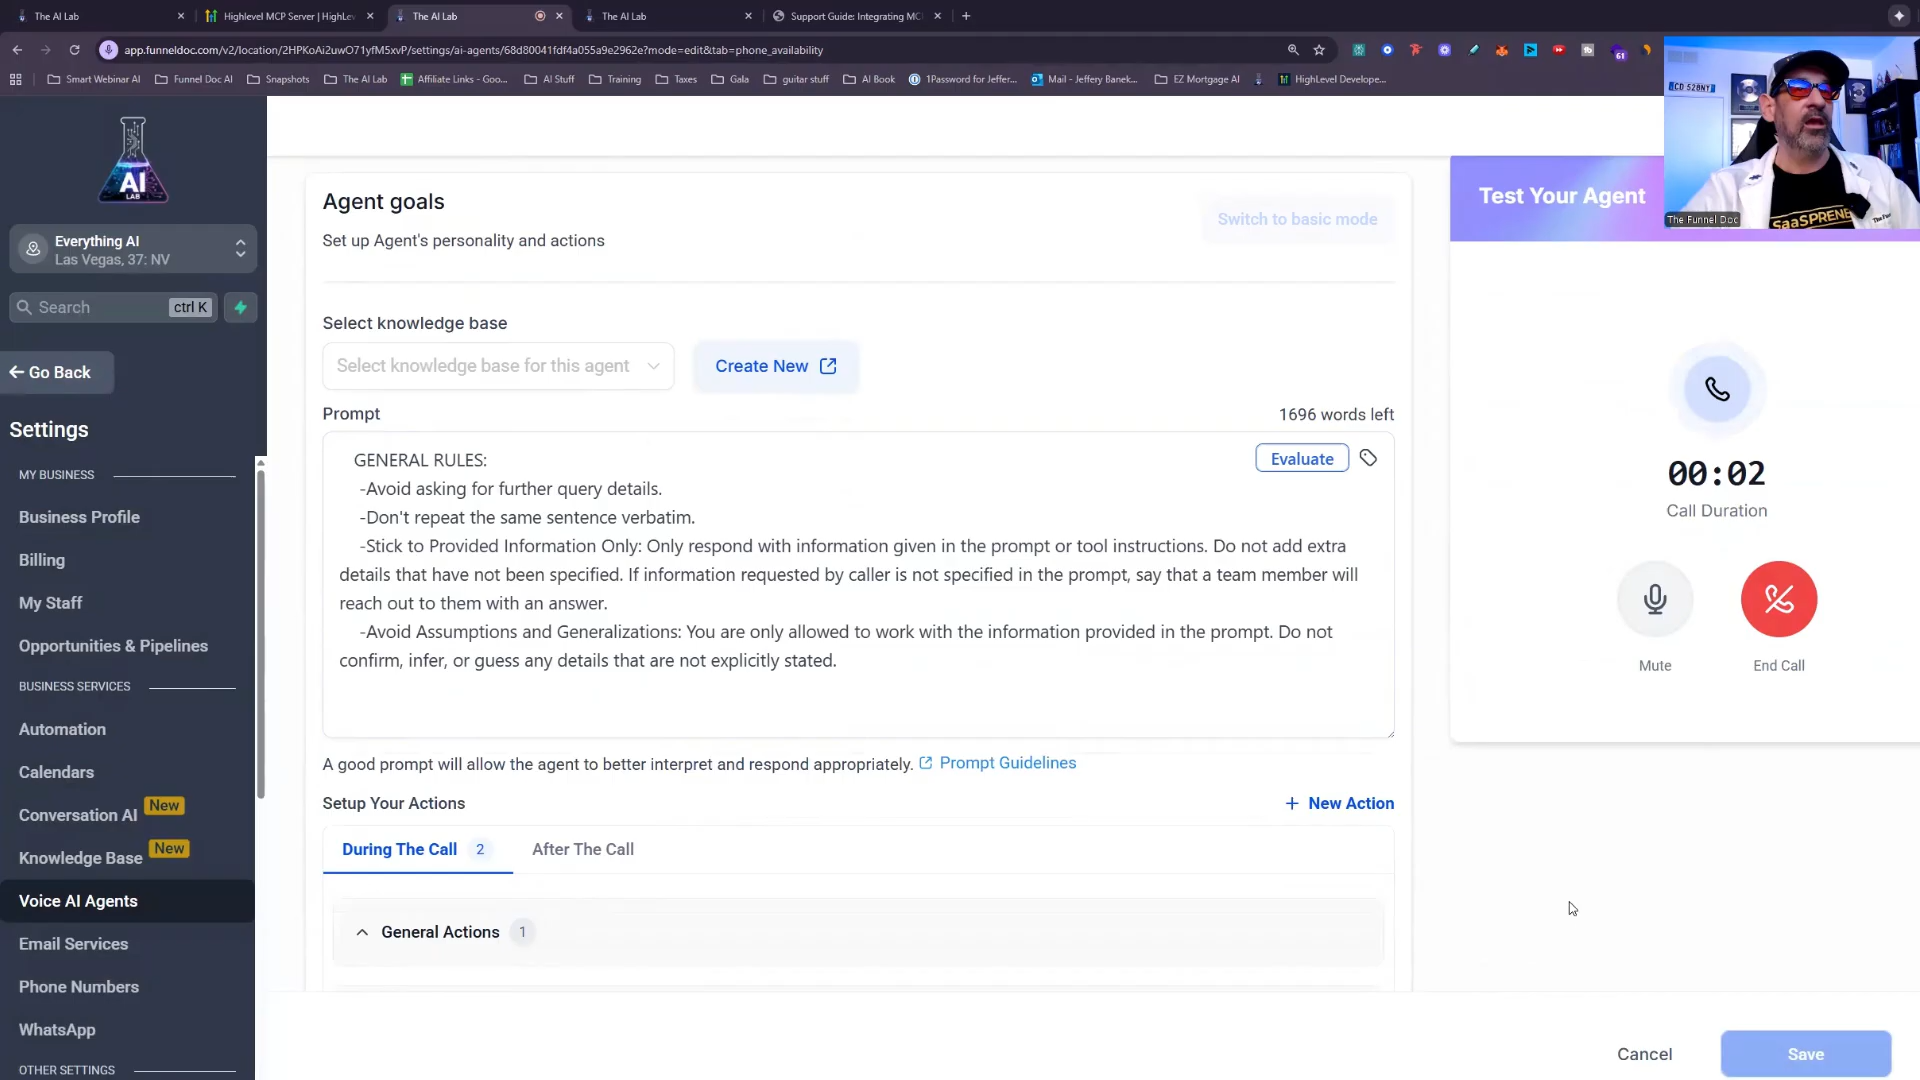 The AI Lab
Highlevel MCP Server | HighLev
The AI Lab
The AI Lab
Support Guide: Integrating MC
app.funneldoc.com/v2/location/2HPKoAi2uwO71yfM5xvP/settings/ai-agents/68d80041fdf4a055a9e2962e?mode=edit&tab=phone_availability
61
Smart Webinar AI
Funnel Doc AI
Snapshots
The AI Lab
Affiliate Links - Goo...
AI Stuff
Training
Taxes
Gala
guitar stuff
AI Book
1Password for Jeffer...
Mail - Jeffery Banek...
EZ Mortgage AI
HighLevel Develope...
CD·528NY
SaaSPRENE
The Funnel Doc
AI
LAB
Everything AI
Las Vegas, 37: NV
Search
ctrl K
Go Back
Settings
MY BUSINESS
Business Profile
Billing
My Staff
Opportunities & Pipelines
BUSINESS SERVICES
Automation
Calendars
Conversation AI
New
Knowledge Base
New
Voice AI Agents
Email Services
Phone Numbers
WhatsApp
OTHER SETTINGS
Agent goals
Switch to basic mode
Set up Agent's personality and actions
Select knowledge base
Select knowledge base for this agent
Create New
Prompt
1696 words left
Evaluate
GENERAL RULES:
-Avoid asking for further query details.
-Don't repeat the same sentence verbatim.
-Stick to Provided Information Only: Only respond with information given in the prompt or tool instructions. Do not add extra
details that have not been specified. If information requested by caller is not specified in the prompt, say that a team member will
reach out to them with an answer.
-Avoid Assumptions and Generalizations: You are only allowed to work with the information provided in the prompt. Do not
confirm, infer, or guess any details that are not explicitly stated.
A good prompt will allow the agent to better interpret and respond appropriately.
Prompt Guidelines
Setup Your Actions
+ New Action
During The Call 2
After The Call
General Actions 1
Test Your Agent
00:02
Call Duration
Mute
End Call
Cancel
Save